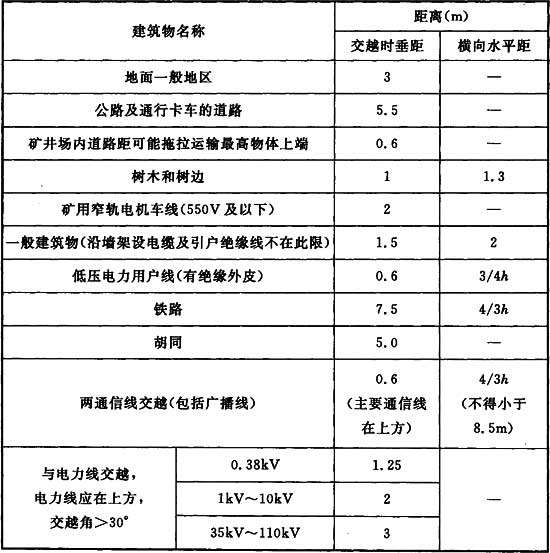 建筑物名称
距离(m)
交越时垂距
横向水平距
地面一般地区 3 —
公路及通行卡车的道路 5.5 —
矿井场内道路距可能拖拉运输最高物体上端 0.6 —
树木和树边 1 1.3
矿用窄轨电机车线(550V及以下) 2 —
一般建筑物(沿墙架设电缆及引户绝缘线不在此限) 1.5 2
低压电力用户线(有绝缘外皮) 0.6 3/4h
铁路 7.5 4/3h
胡同 5.0 —
两通信线交越(包括广播线)
0.6
(主要通信线
在上方)
4/3h
(不得小于
8.5m)
与电力线交越,
电力线应在上方,
交越角>30°
0.38kV 1.25
1kV～10kV 2
35kV～110kV 3
—